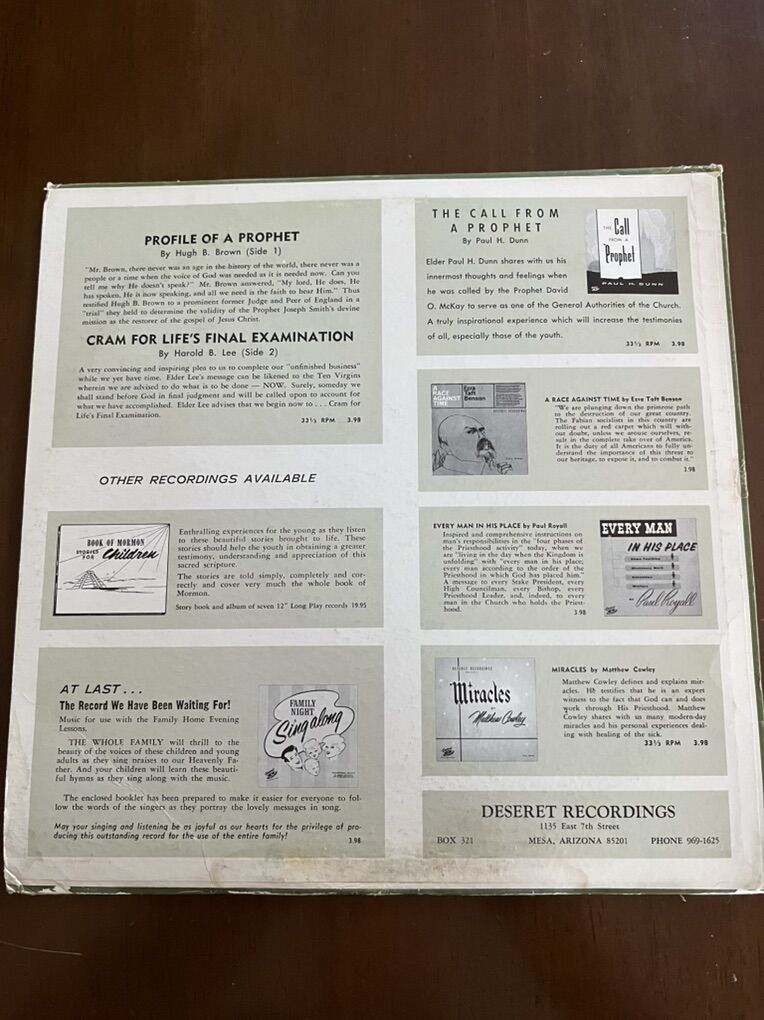 PROFILE OF A PROPHET
By Hugh B. Brown (Side 1)
"Mr. Brown, there never was an age in the history of the world, there never was a
people or a time when the voice of God was needed as it is needed now. Can you
tell me why He doesn't speak?" Mr. Brown answered, "My lord, He does, He
has spoken, He is now speaking, and all we need is the faith to hear Him." Thus
testified Hugh B. Brown to a prominent former Judge and Peer of England in a
"trial" they held to determine the validity of the Prophet Joseph Smith's devine
mission as the restorer of the gospel of Jesus Christ.
CRAM FOR LIFE'S FINAL EXAMINATION
By Harold B. Lee (Side 2)
A very convincing and inspiring plea to us to complete our "unfinished business"
while we yet have time. Elder Lee's message can be likened to the Ten Virgins
wherein we are advised to do what is to be done — NOW. Surely, someday we
shall stand before God in final judgment and will be called upon to account for
what we have accomplished. Elder Lee advises that we begin now to . . . Cram for
Life's Final Examination.
33⅓ RPM 3.98
OTHER RECORDINGS AVAILABLE
BOOK OF MORMON
STORIES FOR Children
Enthralling experiences for the young as they listen
to these beautiful stories brought to life. These
stories should help the youth in obtaining a greater
testimony, understanding and appreciation of this
sacred scripture.
The stories are told simply, completely and cor-
rectly and cover very much the whole book of
Mormon.
Story book and album of seven 12" Long Play records 19.95
AT LAST . . .
The Record We Have Been Waiting For!
Music for use with the Family Home Evening
Lessons.
THE WHOLE FAMILY will thrill to the
beauty of the voices of these children and young
adults as they sing praises to our Heavenly Fa-
ther. And your children will learn these beauti-
ful hymns as they sing along with the music.
FAMILY
NIGHT
Sing along
The enclosed booklet has been prepared to make it easier for everyone to fol-
low the words of the singers as they portray the lovely messages in song.
May your singing and listening be as joyful as our hearts for the privilege of pro-
ducing this outstanding record for the use of the entire family!
3.98
THE CALL FROM
A PROPHET
By Paul H. Dunn
THE Call
FROM A
Prophet
PAUL H. DUNN
Elder Paul H. Dunn shares with us his
innermost thoughts and feelings when
he was called by the Prophet David
O. McKay to serve as one of the General Authorities of the Church.
A truly inspirational experience which will increase the testimonies
of all, especially those of the youth.
33⅓ RPM 3.98
A
RACE
AGAINST
TIME
Ezra
Taft
Benson
A RACE AGAINST TIME by Ezra Taft Benson
"We are plunging down the primrose path
to the destruction of our great country.
The Fabian socialists in this country are
rolling out a red carpet which will with-
out doubt, unless we arouse ourselves, re-
sult in the complete take over of America.
It is the duty of all Americans to fully un-
derstand the importance of this threat to
our heritage, to expose it, and to combat it."
3.98
EVERY MAN IN HIS PLACE by Paul Royall
Inspired and comprehensive instructions on
man's responsibilities in the "four phases of
the Priesthood activity" today, when we
are "living in the day when the Kingdom is
unfolding" with "every man in his place;
every man according to the order of the
Priesthood in which God has placed him."
A message to every Stake President, every
High Councilman, every Bishop, every
Priesthood Leader, and, indeed, to every
man in the Church who holds the Priest-
hood. 3.98
EVERY MAN
IN HIS PLACE
Paul Royall
DESERET RECORDINGS
Miracles
by Matthew Cowley
MIRACLES by Matthew Cowley
Matthew Cowley defines and explains mir-
acles. He testifies that he is an expert
witness to the fact that God can and does
work through His Priesthood. Matthew
Cowley shares with us many modern-day
miracles and his personal experiences deal-
ing with healing of the sick.
33⅓ RPM 3.98
DESERET RECORDINGS
1135 East 7th Street
BOX 321 MESA, ARIZONA 85201 PHONE 969-1625